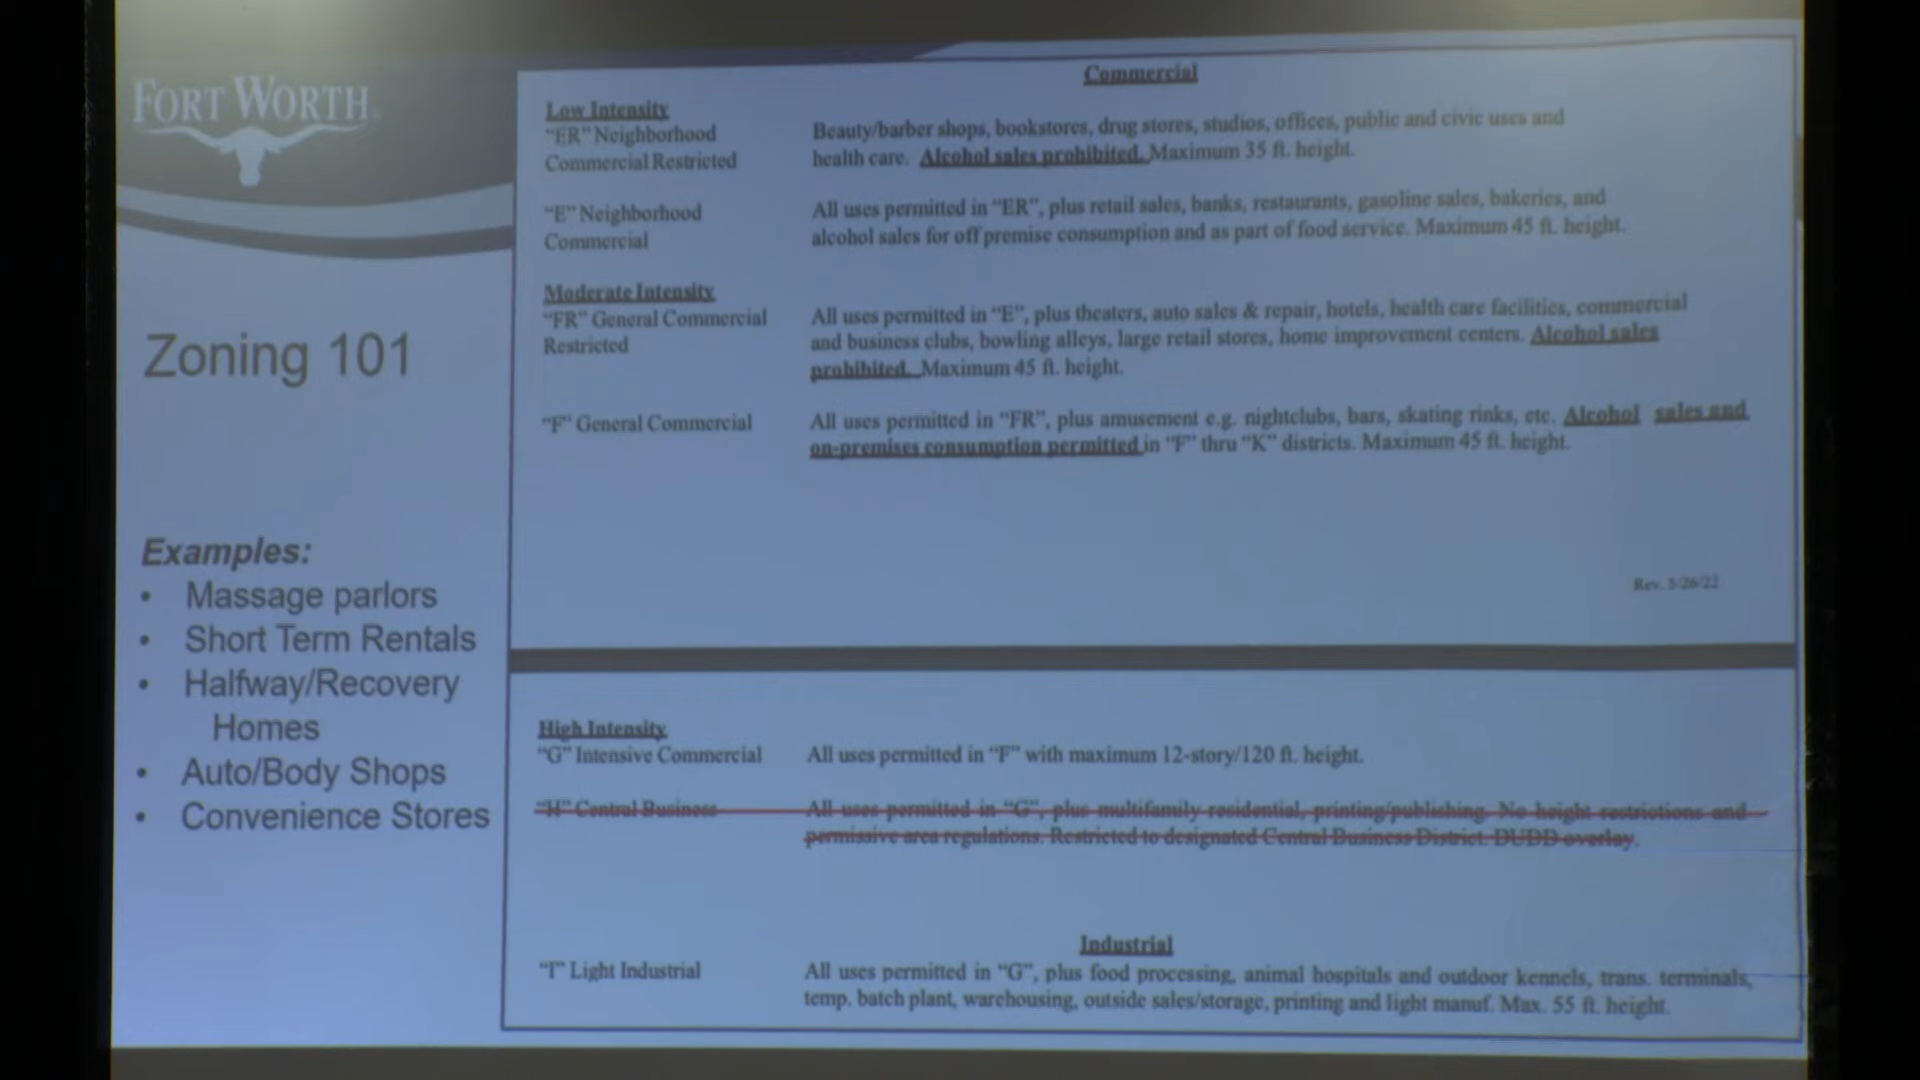 FORT WORTH®
Zoning 101
Examples:
• Massage parlors
• Short Term Rentals
• Halfway/Recovery
Homes
• Auto/Body Shops
• Convenience Stores
Commercial
Low Intensity
"ER" Neighborhood
Commercial Restricted
Beauty/barber shops, bookstores, drug stores, studios, offices, public and civic uses and
health care. Alcohol sales prohibited. Maximum 35 ft. height.
"E" Neighborhood
Commercial
All uses permitted in "ER", plus retail sales, banks, restaurants, gasoline sales, bakeries, and
alcohol sales for off premise consumption and as part of food service. Maximum 45 ft. height.
Moderate Intensity
"FR" General Commercial
Restricted
All uses permitted in "E", plus theaters, auto sales & repair, hotels, health care facilities, commercial
and business clubs, bowling alleys, large retail stores, home improvement centers. Alcohol sales
prohibited. Maximum 45 ft. height.
"F" General Commercial
All uses permitted in "FR", plus amusement e.g. nightclubs, bars, skating rinks, etc. Alcohol sales and
on-premises consumption permitted in "F" thru "K" districts. Maximum 45 ft. height.
Rev. 5/26/22
High Intensity
"G" Intensive Commercial
All uses permitted in "F" with maximum 12-story/120 ft. height.
"H" Central Business
All uses permitted in "G", plus multifamily residential, printing/publishing. No height restrictions and
permissive area regulations. Restricted to designated Central Business District. DUDD overlay.
Industrial
"I" Light Industrial
All uses permitted in "G", plus food processing, animal hospitals and outdoor kennels, trans. terminals,
temp. batch plant, warehousing, outside sales/storage, printing and light manuf. Max. 55 ft. height.